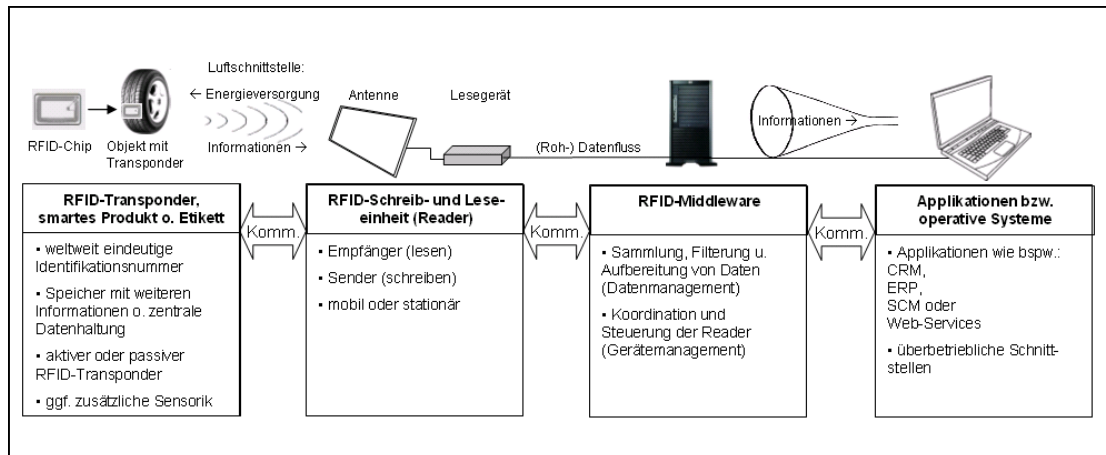 Luftschnittstelle:
← Energieversorgung
Informationen →
RFID-Chip
Objekt mit
Transponder
Antenne
Lesegerät
(Roh-) Datenfluss
Informationen →
RFID-Transponder,
smartes Produkt o. Etikett
▪ weltweit eindeutige
Identifikationsnummer
▪ Speicher mit weiteren
Informationen o. zentrale
Datenhaltung
▪ aktiver oder passiver
RFID-Transponder
▪ ggf. zusätzliche Sensorik
Komm.
RFID-Schreib- und Lese-
einheit (Reader)
▪ Empfänger (lesen)
▪ Sender (schreiben)
▪ mobil oder stationär
Komm.
RFID-Middleware
▪ Sammlung, Filterung u.
Aufbereitung von Daten
(Datenmanagement)
▪ Koordination und
Steuerung der Reader
(Gerätemanagement)
Komm.
Applikationen bzw.
operative Systeme
▪ Applikationen wie bspw.:
CRM,
ERP,
SCM oder
Web-Services
▪ überbetriebliche Schnitt-
stellen